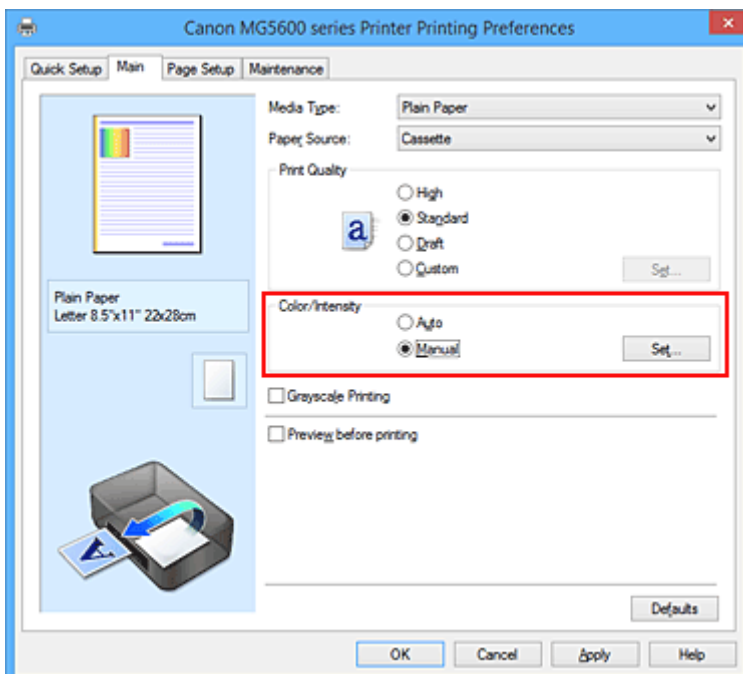 Canon MG5600 series Printer Printing Preferences
Quick Setup Main Page Setup Maintenance
Media Type: Plain Paper
Paper Source: Cassette
Print Quality
High
a Standard
Draft
Custom Set...
Plain Paper
Letter 8.5"x11" 22x28cm
Color/Intensity
Auto
Manual Set...
Grayscale Printing
Preview before printing
A
Defaults
OK Cancel Apply Help